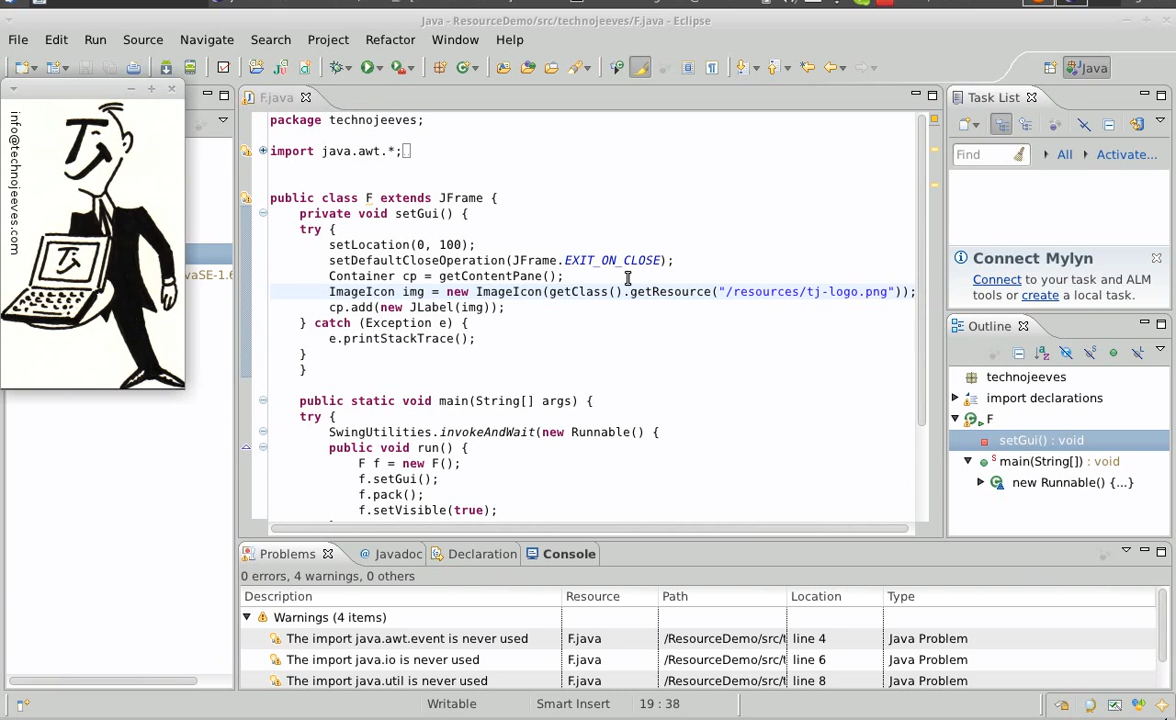 Java - ResourceDemo/src/technojeeves/F.java - Eclipse
File Edit Run Source Navigate Search Project Refactor Window Help
Java
info@technojeeves.com
TJ
vaSE-1.6
F.java
package technojeeves;
import java.awt.*;
public class F extends JFrame {
private void setGui() {
try {
setLocation(0, 100);
setDefaultCloseOperation(JFrame.EXIT_ON_CLOSE);
Container cp = getContentPane();
ImageIcon img = new ImageIcon(getClass().getResource("/resources/tj-logo.png"));
cp.add(new JLabel(img));
} catch (Exception e) {
e.printStackTrace();
}
}
public static void main(String[] args) {
try {
SwingUtilities.invokeAndWait(new Runnable() {
public void run() {
F f = new F();
f.setGui();
f.pack();
f.setVisible(true);
Task List
Find All Activate...
Connect Mylyn
Connect to your task and ALM
tools or create a local task.
Outline
technojeeves
import declarations
F
setGui() : void
main(String[]) : void
new Runnable() {...}
Problems Javadoc Declaration Console
0 errors, 4 warnings, 0 others
Description Resource Path Location Type
Warnings (4 items)
The import java.awt.event is never used F.java /ResourceDemo/src/t line 4 Java Problem
The import java.io is never used F.java /ResourceDemo/src/t line 6 Java Problem
The import java.util is never used F.java /ResourceDemo/src/t line 8 Java Problem
Writable Smart Insert 19 : 38